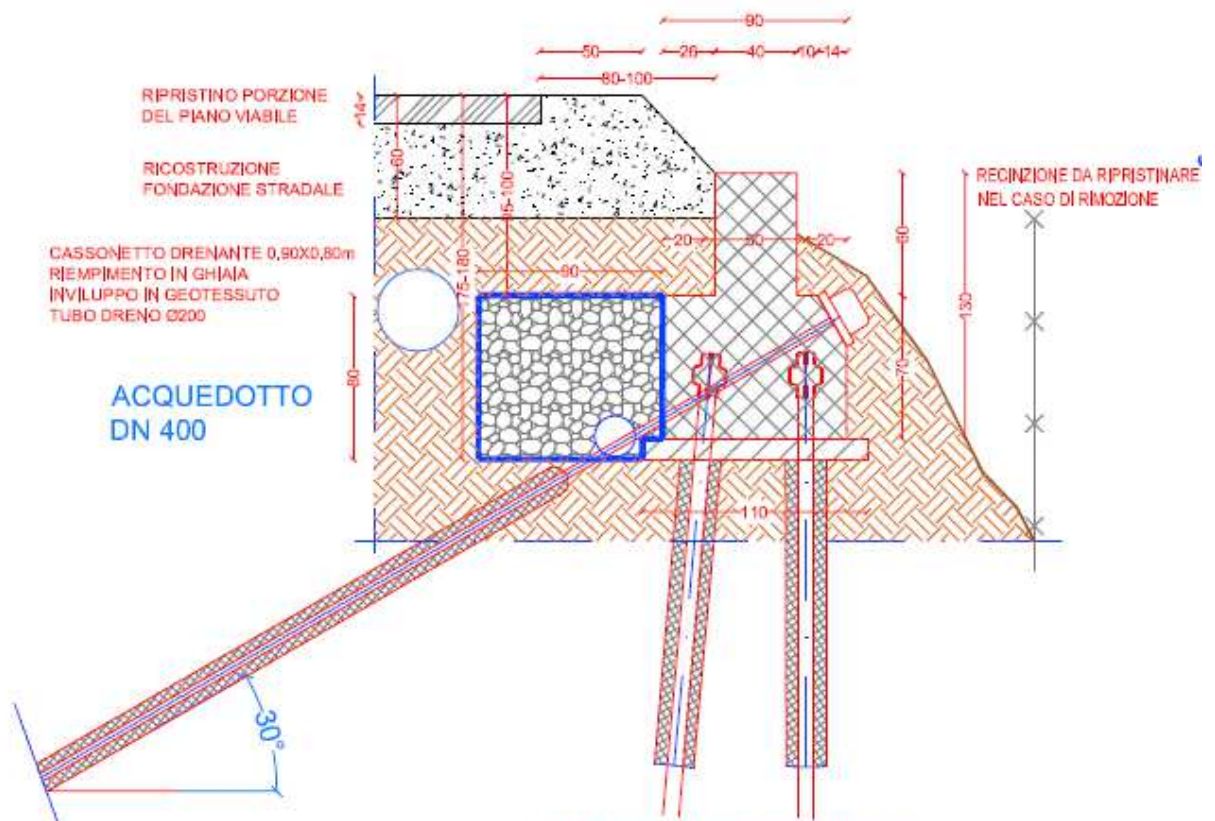 90
50
26
40
10
14
80-100
RIPRISTINO PORZIONE
DEL PIANO VIABILE
14
RICOSTRUZIONE
FONDAZIONE STRADALE
60
95-100
175-180
RECINZIONE DA RIPRISTINARE
NEL CASO DI RIMOZIONE
CASSONETTO DRENANTE 0,90X0,80m
RIEMPIMENTO IN GHIAIA
INVILUPPO IN GEOTESSUTO
TUBO DRENO Ø200
20
50
20
60
130
90
80
70
ACQUEDOTTO
DN 400
110
30°